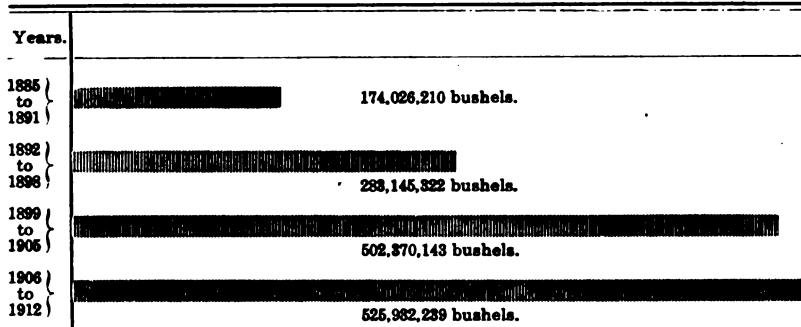 Years.
1885
to
1891
174,026,210 bushels.
1892
to
1898
283,145,322 bushels.
1899
to
1905
502,370,143 bushels.
1906
to
1912
525,982,239 bushels.